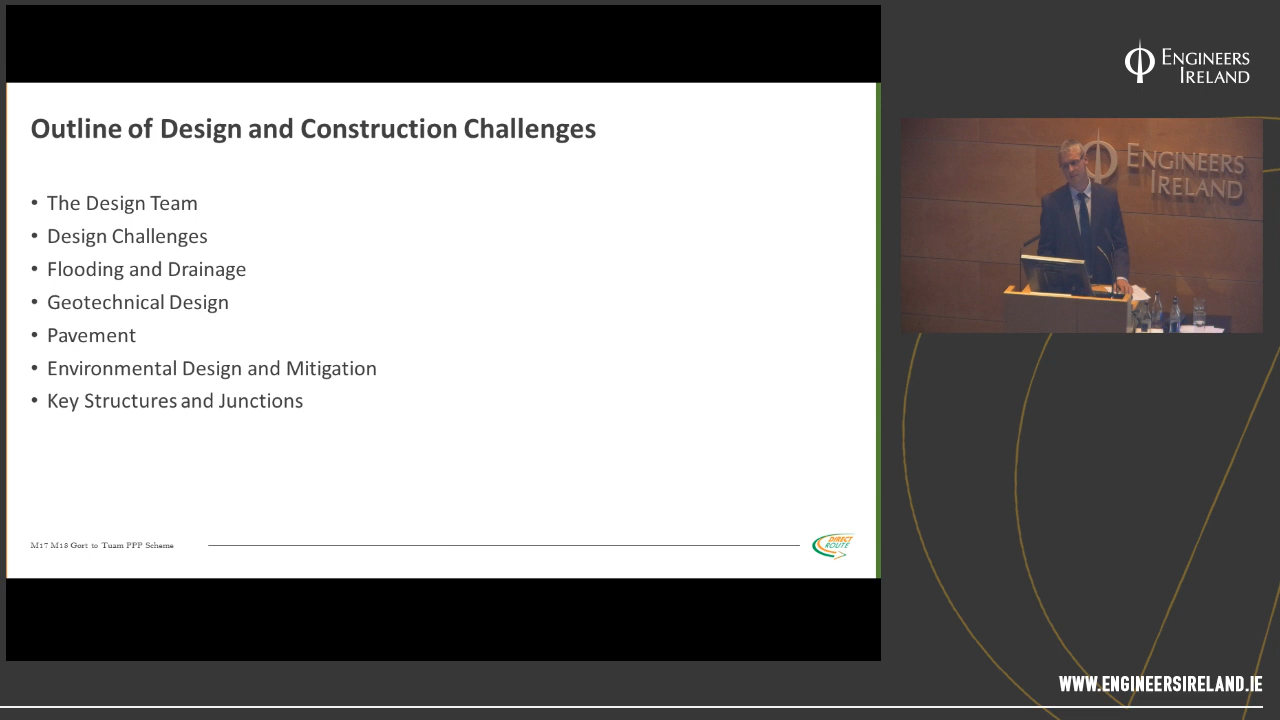 Outline of Design and Construction Challenges
• The Design Team
• Design Challenges
• Flooding and Drainage
• Geotechnical Design
• Pavement
• Environmental Design and Mitigation
• Key Structures and Junctions
M17 M18 Gort to Tuam PPP Scheme
DIRECT
ROUTE
ENGINEERS
IRELAND
ENGINEERS
IRELAND
WWW.ENGINEERSIRELAND.IE